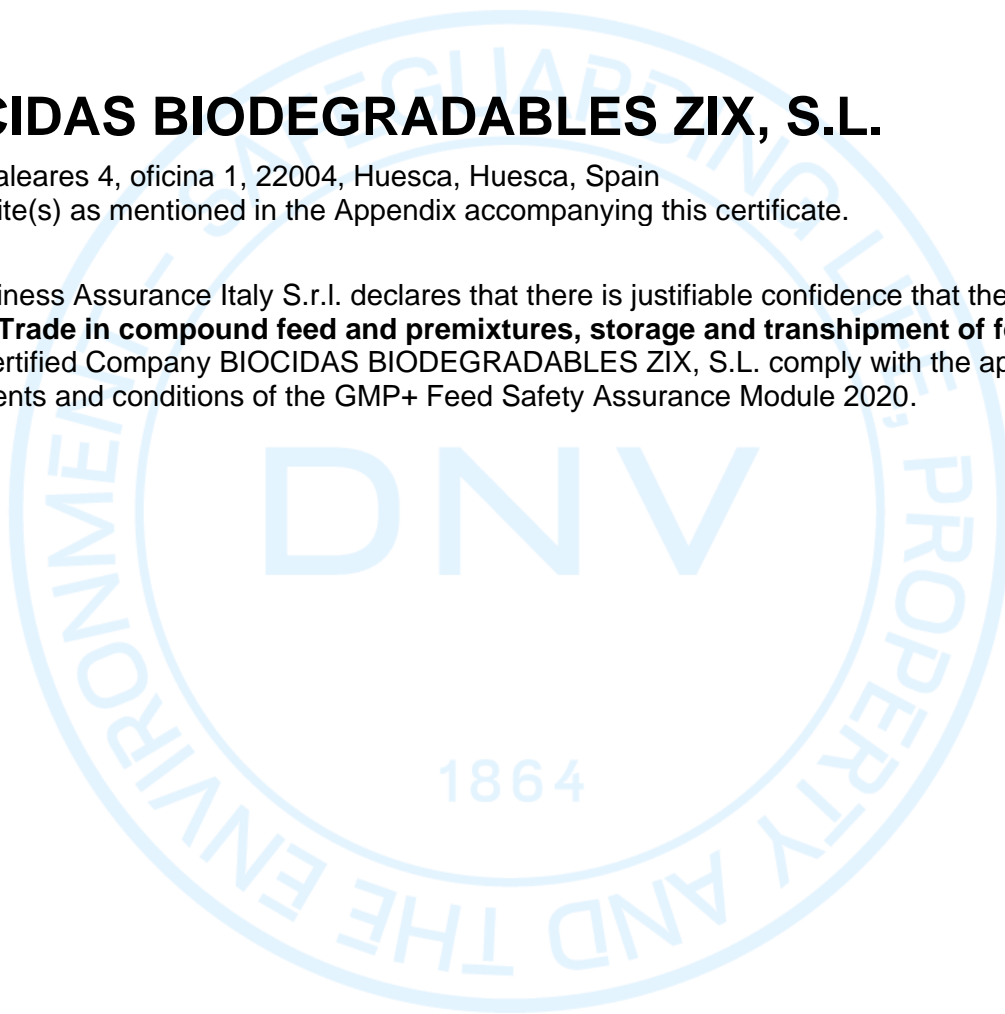 CIDAS BIODEGRADABLES ZIX, S.L.
aleares 4, oficina 1, 22004, Huesca, Huesca, Spain
ite(s) as mentioned in the Appendix accompanying this certificate.
iness Assurance Italy S.r.l. declares that there is justifiable confidence that the
Trade in compound feed and premixtures, storage and transhipment of fe
ertified Company BIOCIDAS BIODEGRADABLES ZIX, S.L. comply with the ap
ents and conditions of the GMP+ Feed Safety Assurance Module 2020.
SAFEGUARDING LIFE, PROPERTY AND THE ENVIRONMENT
DNV
1864